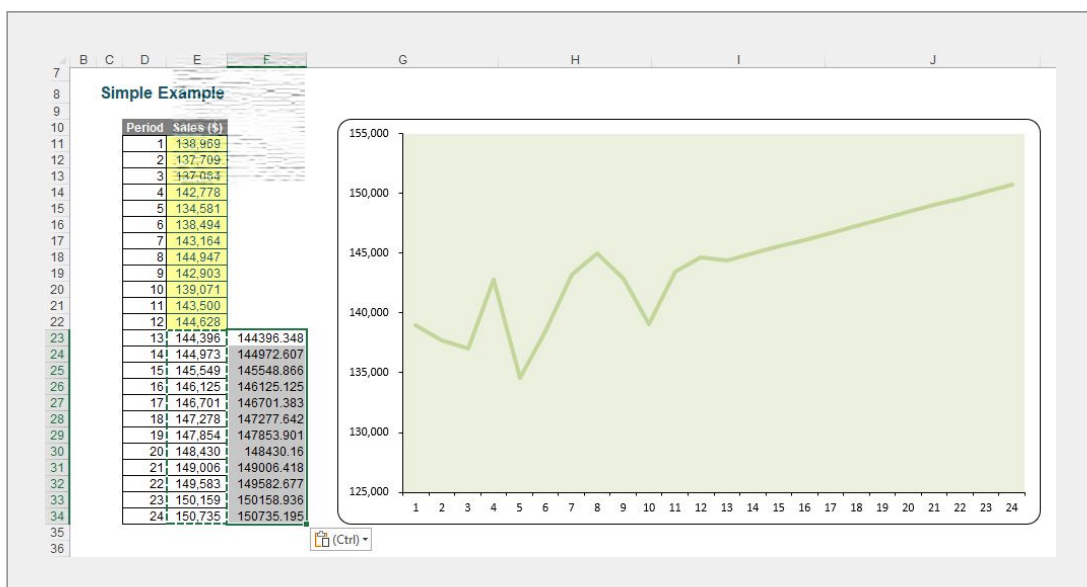 B C D E F G H I J
7
8 Simple Example
9
10 Period Sales ($)
11 1 138,969
12 2 137,709
13 3 137,084
14 4 142,778
15 5 134,581
16 6 138,494
17 7 143,164
18 8 144,947
19 9 142,903
20 10 139,071
21 11 143,500
22 12 144,628
23 13 144,396 144396.348
24 14 144,973 144972.607
25 15 145,549 145548.866
26 16 146,125 146125.125
27 17 146,701 146701.383
28 18 147,278 147277.642
29 19 147,854 147853.901
30 20 148,430 148430.16
31 21 149,006 149006.418
32 22 149,583 149582.677
33 23 150,159 150158.936
34 24 150,735 150735.195
35
36
(Ctrl)
155,000
150,000
145,000
140,000
135,000
130,000
125,000
1 2 3 4 5 6 7 8 9 10 11 12 13 14 15 16 17 18 19 20 21 22 23 24